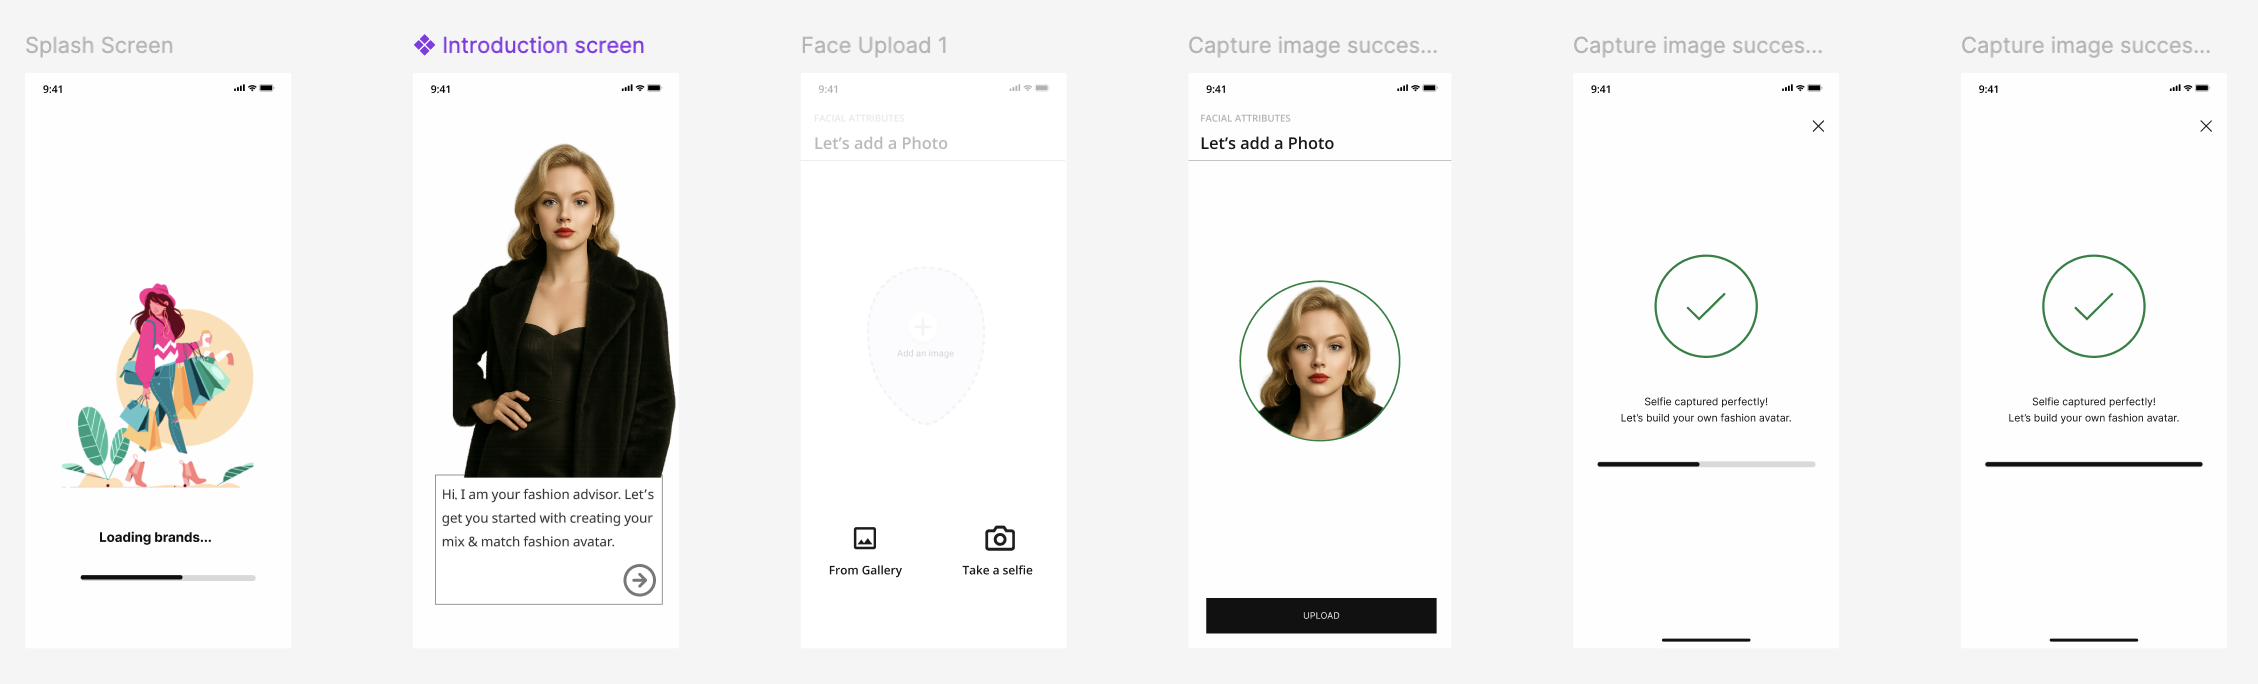 Splash Screen
Introduction screen
Face Upload 1
Capture image succes...
Capture image succes...
Capture image succes...
9:41
Loading brands...
9:41
Hi, I am your fashion advisor. Let's
get you started with creating your
mix & match fashion avatar.
9:41
FACIAL ATTRIBUTES
Let's add a Photo
Add an image
From Gallery
Take a selfie
9:41
FACIAL ATTRIBUTES
Let's add a Photo
UPLOAD
9:41
Selfie captured perfectly!
Let's build your own fashion avatar.
9:41
Selfie captured perfectly!
Let's build your own fashion avatar.